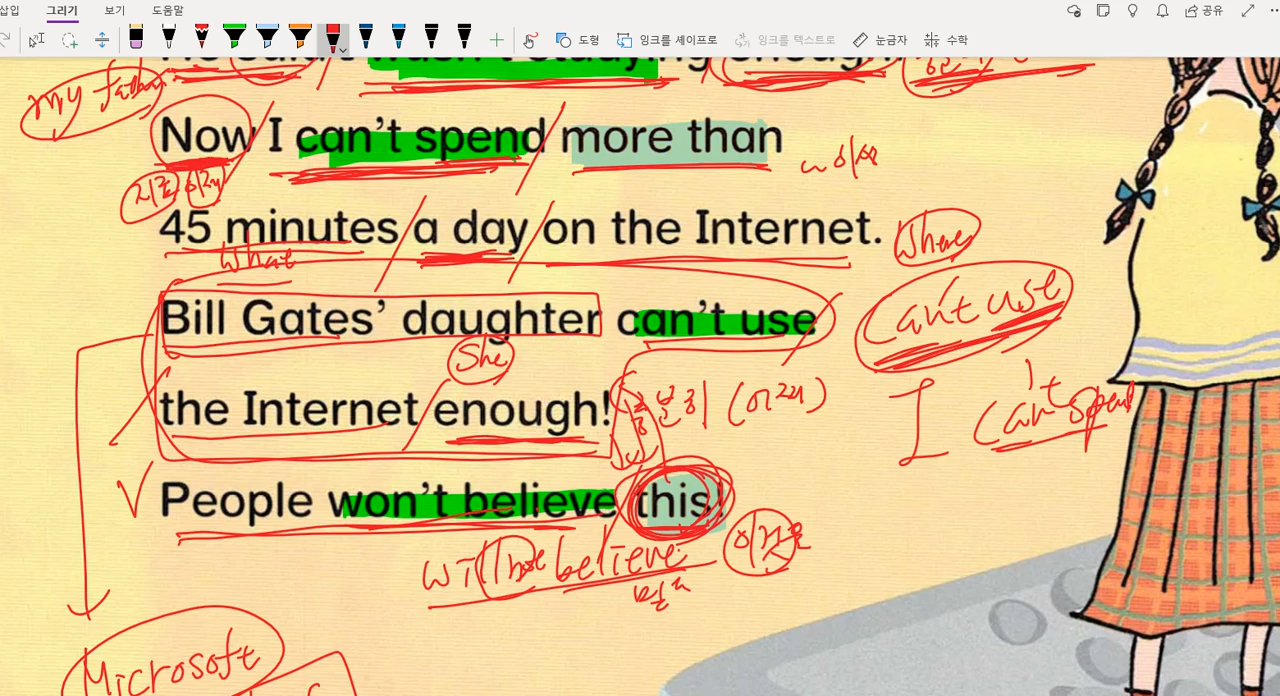 삽입 그리기 보기 도움말 공유
도형 잉크를 셰이프로 잉크를 텍스트로 눈금자 수학
my father
Now I can't spend more than
지금 이제 이상
45 minutes a day on the Internet. Where
What
Bill Gates' daughter can't use can't use
She
the Internet enough! 충분히 (어찌) I can't spend
People won't believe this!
will not believe 이것을
믿다
Microsoft